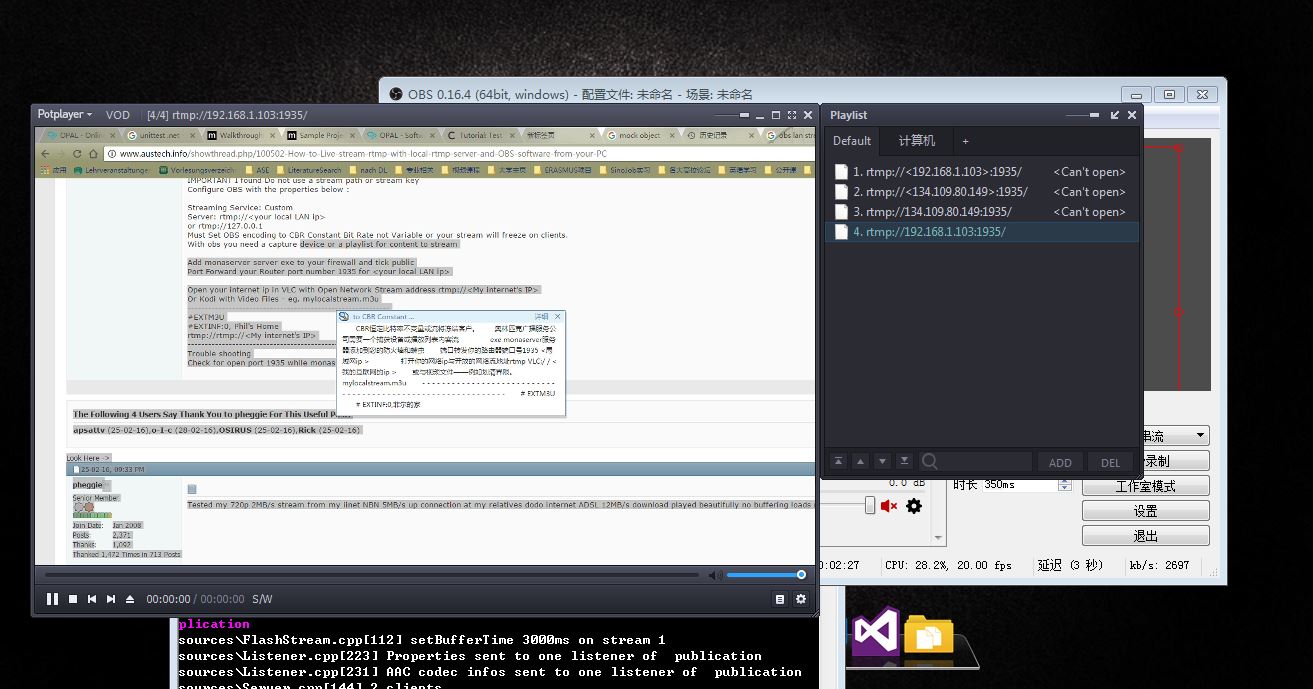 OBS 0.16.4 (64bit, windows) - 配置文件: 未命名 - 场景: 未命名
Potplayer
VOD
[4/4] rtmp://192.168.1.103:1935/
OPAL - Onlin
unittest.net
Walkthrough
Sample Proje
OPAL - Softw
Tutorial: Test
新标签页
mock object
历史记录
obs lan str
www.austech.info/showthread.php/100502-How-to-Live-stream-rtmp-with-local-rtmp-server-and-OBS-software-from-your-PC
应用
Lehrveranstaltunge
Vorlesungsverzeich
ASE
LiteratureSearch
nach DL
专业相关
视频课程
大学主页
ERASMUS项目
SinoJob实习
各大高校论坛
英语学习
公开课
IMPORTANT I found Do not use a stream path or stream key
Configure OBS with the properties below :
Streaming Service: Custom
Server: rtmp://<your local LAN ip>
or rtmp://127.0.0.1
Must Set OBS encoding to CBR Constant Bit Rate not Variable or your stream will freeze on clients.
With obs you need a capture device or a playlist for content to stream
Add monaserver server exe to your firewall and tick public
Port Forward your Router port number 1935 for <your local LAN ip>
Open your internet ip in VLC with Open Network Stream address rtmp://<My internet's IP>
Or Kodi with Video Files - eg. mylocalstream.m3u
#EXTM3U
#EXTINF:0, Phil's Home
rtmp://rtmp://<My internet's IP>
Trouble shooting
Check for open port 1935 while monas
to CBR Constant ...
详细
CBR恒定比特率不变量或流将冻结客户。 奥林匹克广播服务公
司需要一个捕获设备或播放列表内容流 exe monaserver服务
器添加到您的防火墙和蜱虫 端口转发你的路由器端口号1935 <局
域网ip > 打开你的网络ip与开放的网络流地址rtmp VLC:/ / <
我的互联网的ip > 或与视频文件——例如
mylocalstream.m3u - - - - - - - - - - - - - - - - - - - - - - - - - - -
- - - - - - - - - - - - - - - - - - - - - - - - - - - - - - - - - # EXTM3U
# EXTINF:0,菲尔的家
The Following 4 Users Say Thank You to pheggie For This Useful Post:
apsattv (25-02-16),o-l-c (28-02-16),OSIRUS (25-02-16),Rick (25-02-16)
Look Here ->
25-02-16, 09:33 PM
pheggie
Senior Member
Join Date: Jan 2008
Posts: 2,371
Thanks: 1,092
Thanked 1,472 Times in 713 Posts
Tested my 720p 2MB/s stream from my iinet NBN 5MB/s up connection at my relatives dodo internet ADSL 12MB/s download played beautifully no buffering loads
00:00:00 / 00:00:00 S/W
Playlist
Default
计算机
+
1. rtmp://<192.168.1.103>:1935/ <Can't open>
2. rtmp://<134.109.80.149>:1935/ <Can't open>
3. rtmp://134.109.80.149:1935/ <Can't open>
4. rtmp://192.168.1.103:1935/
ADD
DEL
串流
录制
0.0 dB
时长 350ms
工作室模式
设置
退出
0:02:27
CPU: 28.2%, 20.00 fps
延迟 (3 秒)
kb/s: 2697
plication
sources\FlashStream.cpp[112] setBufferTime 3000ms on stream 1
sources\Listener.cpp[223] Properties sent to one listener of publication
sources\Listener.cpp[231] AAC codec infos sent to one listener of publication
sources\Server.cpp[144] 2 clients